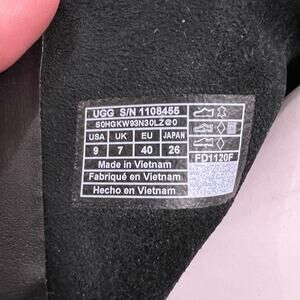 UGG S/N 1108455
S0HGKW93N30LZ@0
USA UK EU JAPAN
9 7 40 26
Made in Vietnam
Fabriqué en Vietnam
Hecho en Vietnam
FD1120F